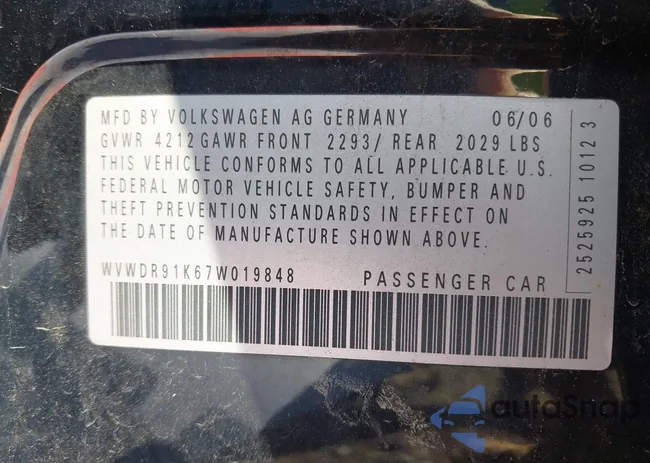 MFD BY VOLKSWAGEN AG GERMANY 06/06
GVWR 4212 GAWR FRONT 2293/ REAR 2029 LBS
THIS VEHICLE CONFORMS TO ALL APPLICABLE U.S.
FEDERAL MOTOR VEHICLE SAFETY, BUMPER AND
THEFT PREVENTION STANDARDS IN EFFECT ON
THE DATE OF MANUFACTURE SHOWN ABOVE.
WVWDR91K67W019848 PASSENGER CAR
2525925 1012 3
autoSnap